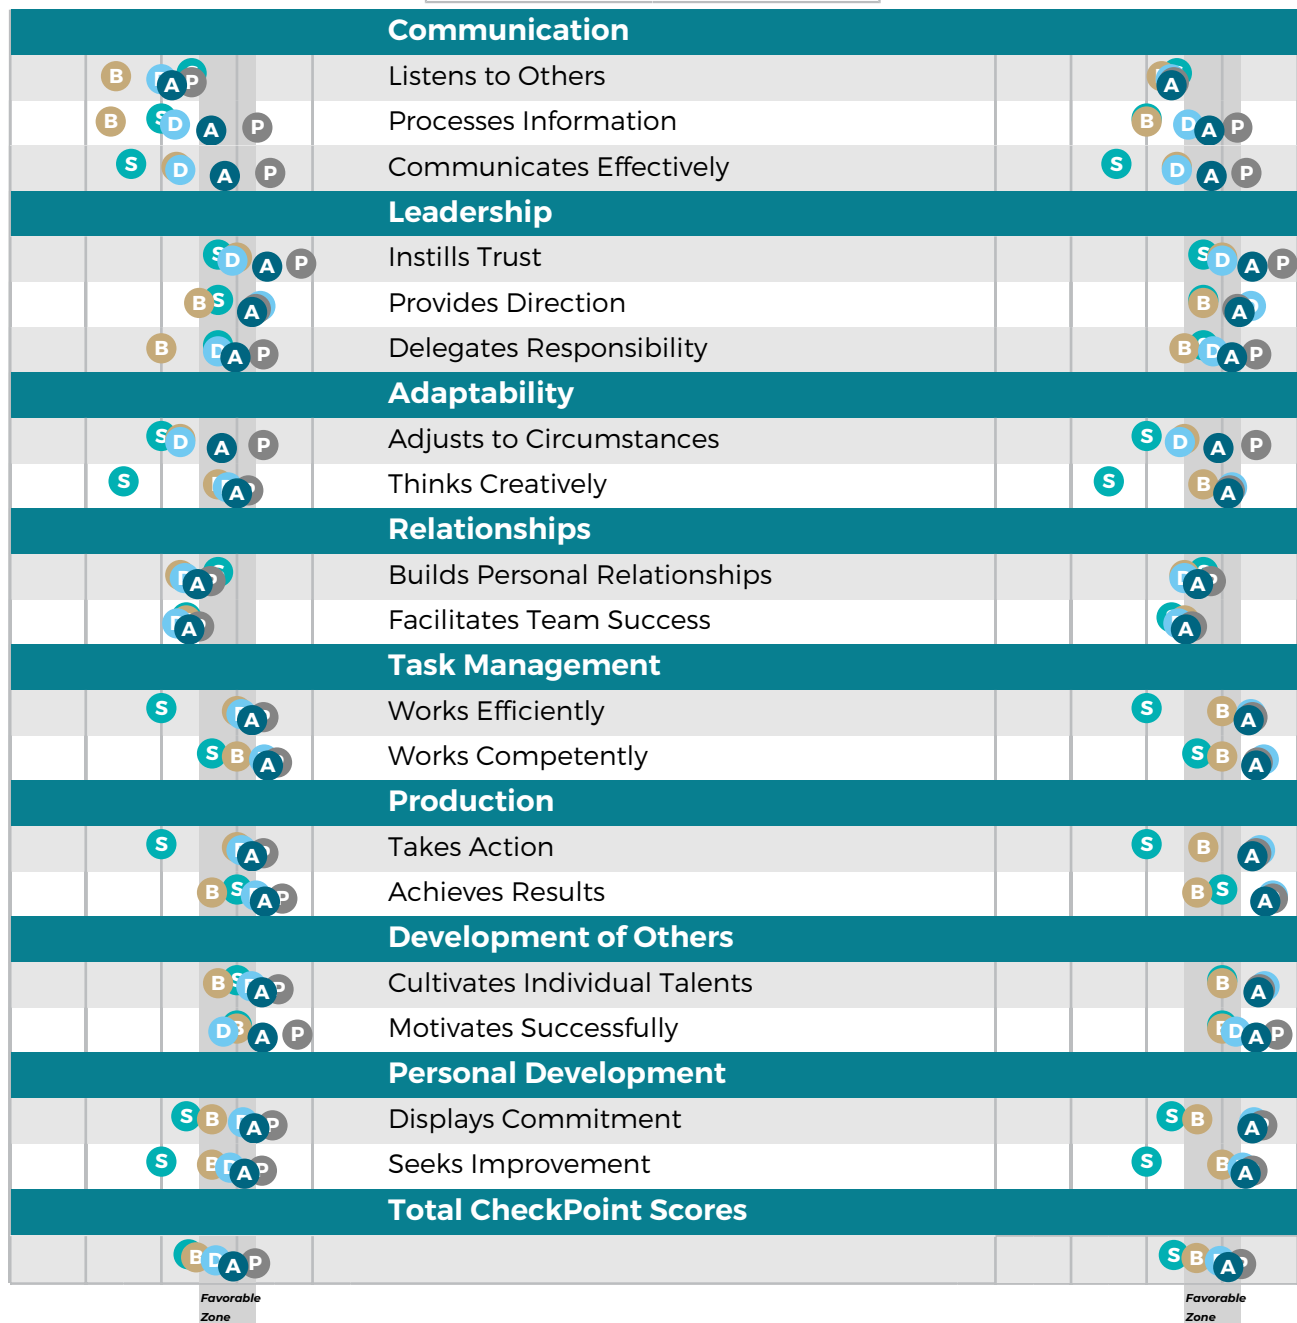 Communication
B A P Listens to Others A
B S D A P Processes Information B D A P
S D A P Communicates Effectively S D A P
Leadership
S D A P Instills Trust S D A P
B S A Provides Direction B A
B D A P Delegates Responsibility B D A P
Adaptability
S D A P Adjusts to Circumstances S D A P
S A Thinks Creatively S B A
Relationships
A Builds Personal Relationships A
A Facilitates Team Success A
Task Management
S A Works Efficiently S B A
S B A Works Competently S B A
Production
S A Takes Action S B A
B S A P Achieves Results B S A
Development of Others
B S A P Cultivates Individual Talents B A
D B A P Motivates Successfully B D A P
Personal Development
S B A P Displays Commitment S B A
S B D A P Seeks Improvement S B A
Total CheckPoint Scores
B D A P S B A
Favorable Favorable
Zone Zone